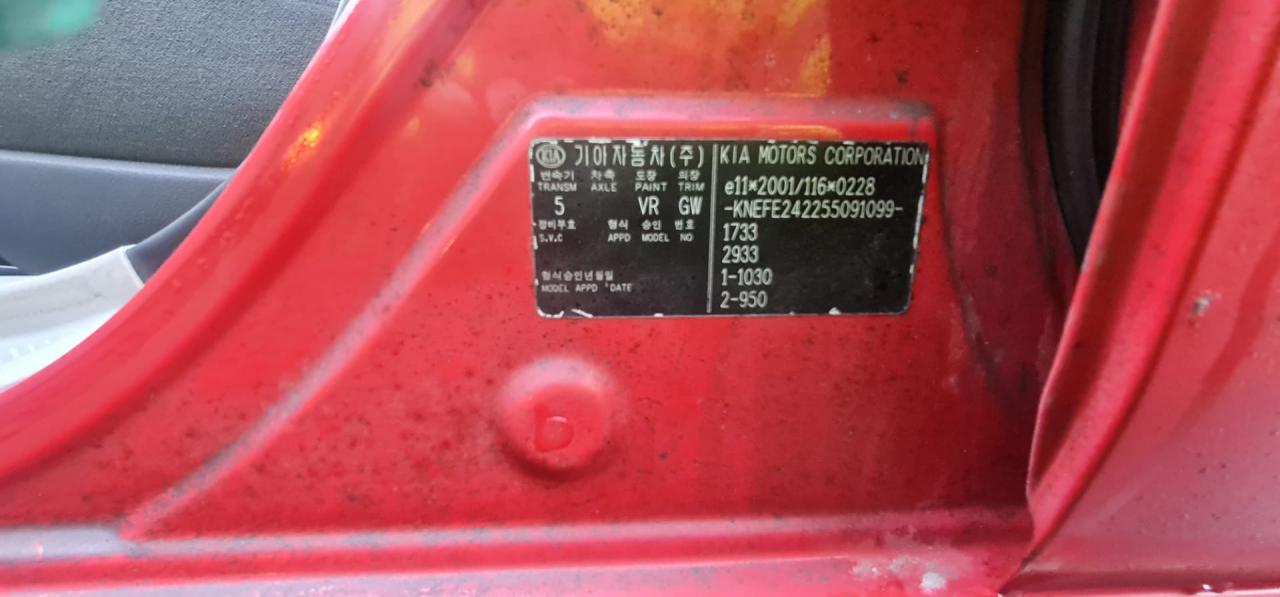 KIA 기아자동차(주)
변속기 차축 도장 의장
TRANSM AXLE PAINT TRIM
5 VR GW
정비부호 형식 승인 번호
S.V.C APPD MODEL NO
형식승인년월일
MODEL APPD 'DATE
KIA MOTORS CORPORATION
e11*2001/116*0228
-KNEFE242255091099-
1733
2933
1-1030
2-950